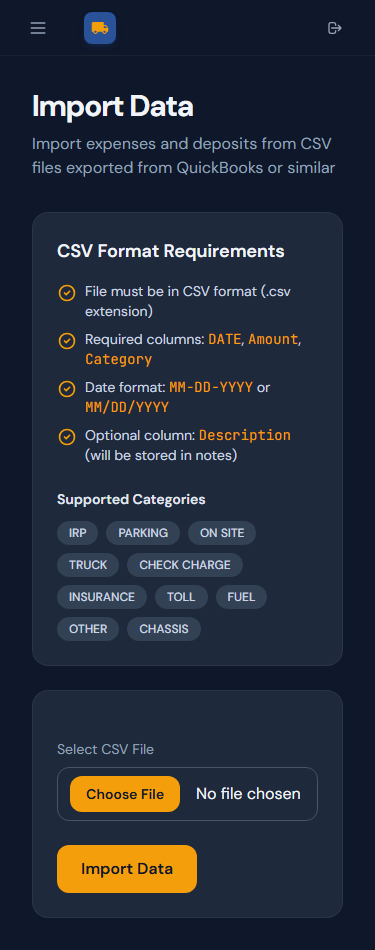 Import Data
Import expenses and deposits from CSV
files exported from QuickBooks or similar
CSV Format Requirements
File must be in CSV format (.csv
extension)
Required columns: DATE, Amount,
Category
Date format: MM-DD-YYYY or
MM/DD/YYYY
Optional column: Description
(will be stored in notes)
Supported Categories
IRP PARKING ON SITE
TRUCK CHECK CHARGE
INSURANCE TOLL FUEL
OTHER CHASSIS
Select CSV File
Choose File No file chosen
Import Data